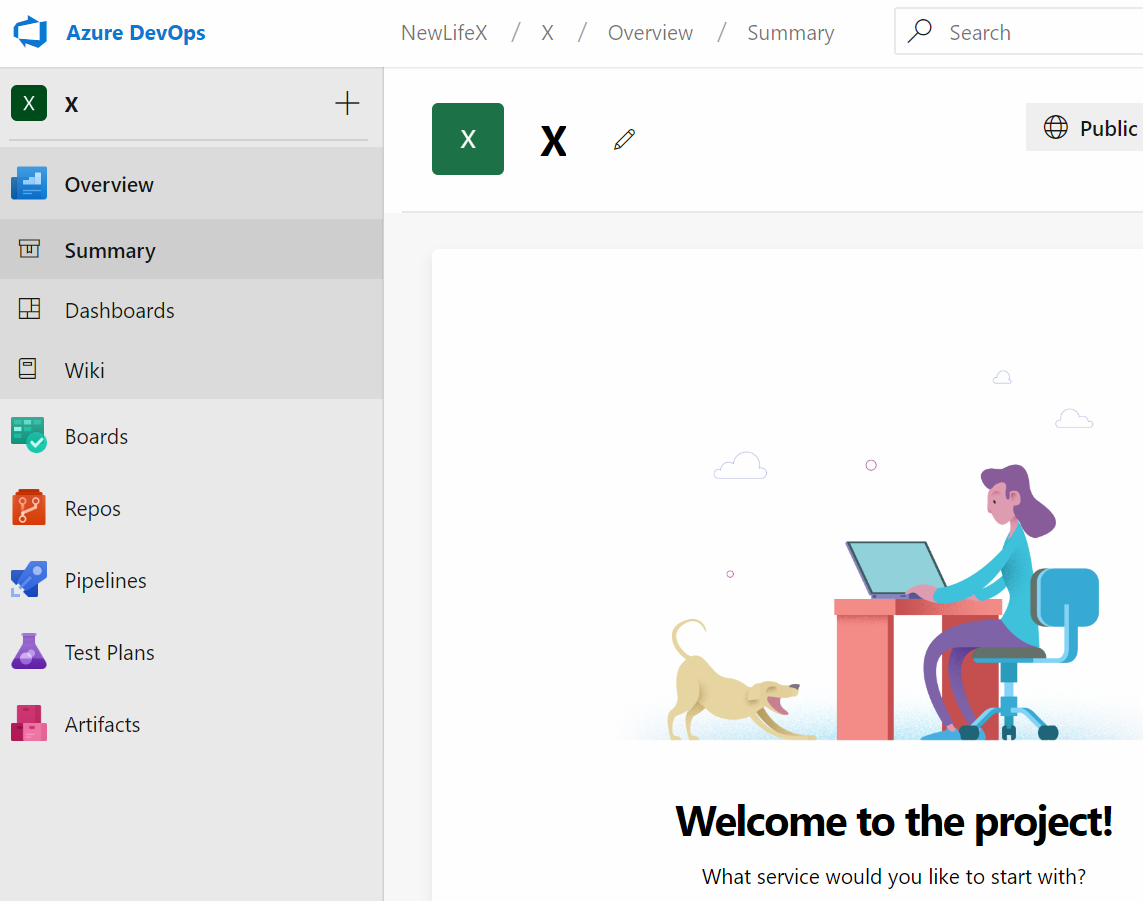 Azure DevOps
NewLifeX / X / Overview / Summary
Search
X X
X X
Public
Overview
Summary
Dashboards
Wiki
Boards
Repos
Pipelines
Test Plans
Artifacts
Welcome to the project!
What service would you like to start with?